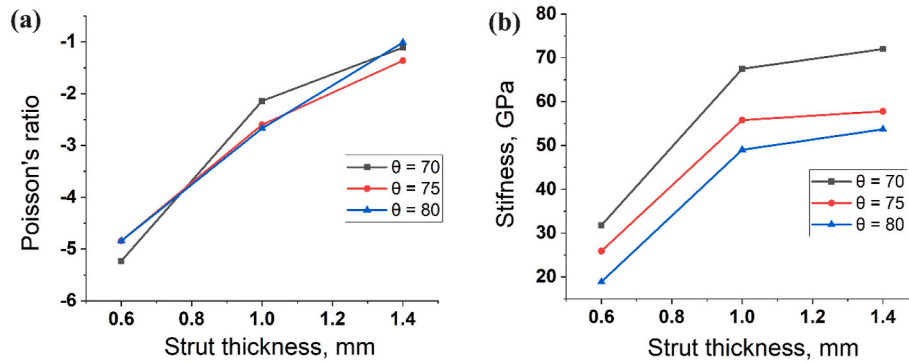 (a)
Poisson's ratio
-1
-2
-3
-4
-5
-6
θ = 70
θ = 75
θ = 80
0.6
0.8
1.0
1.2
1.4
Strut thickness, mm
(b)
Stifness, GPa
80
70
60
50
40
30
20
θ = 70
θ = 75
θ = 80
0.6
0.8
1.0
1.2
1.4
Strut thickness, mm